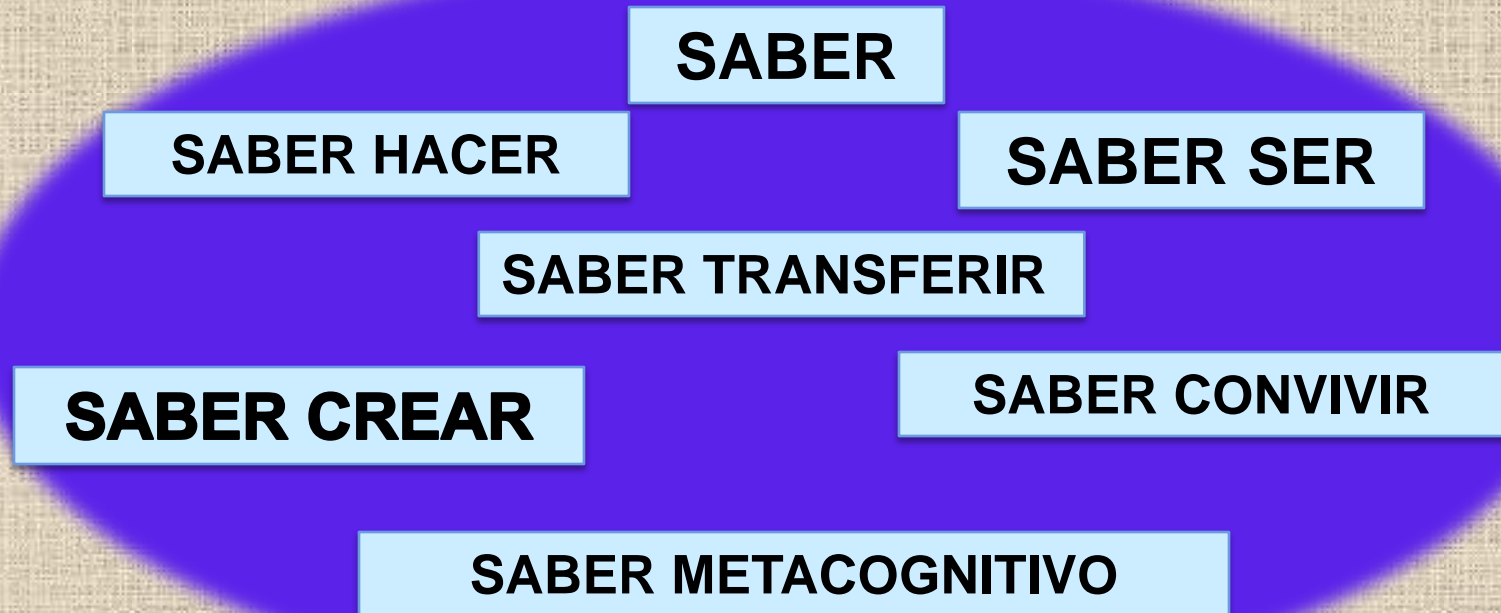 SABER
SABER HACER
SABER SER
SABER TRANSFERIR
SABER CONVIVIR
SABER CREAR
SABER METACOGNITIVO